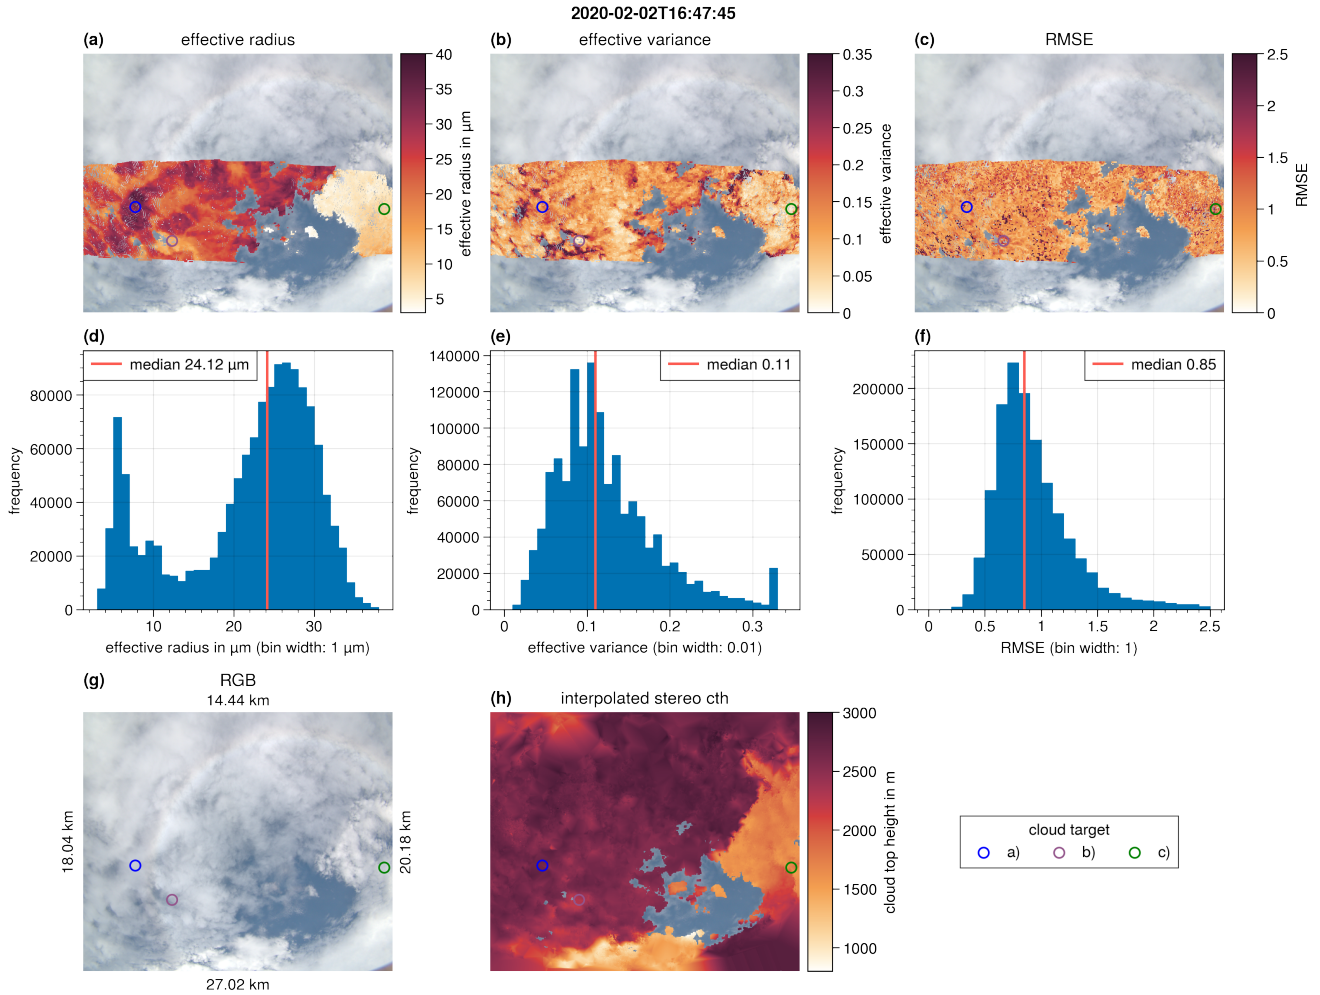 2020-02-02T16:47:45
(a) effective radius
40
35
30
25
20
15
10
5
effective radius in µm
(b) effective variance
0.35
0.3
0.25
0.2
0.15
0.1
0.05
0
effective variance
(c) RMSE
2.5
2
1.5
1
0.5
0
RMSE
(d)
median 24.12 µm
80000
60000
40000
20000
0
frequency
10 20 30
effective radius in µm (bin width: 1 µm)
(e)
median 0.11
140000
120000
100000
80000
60000
40000
20000
0
frequency
0 0.1 0.2 0.3
effective variance (bin width: 0.01)
(f)
median 0.85
200000
150000
100000
50000
0
frequency
0 0.5 1 1.5 2 2.5
RMSE (bin width: 1)
(g) RGB
14.44 km
18.04 km
20.18 km
27.02 km
(h) interpolated stereo cth
3000
2500
2000
1500
1000
cloud top height in m
cloud target
a) b) c)